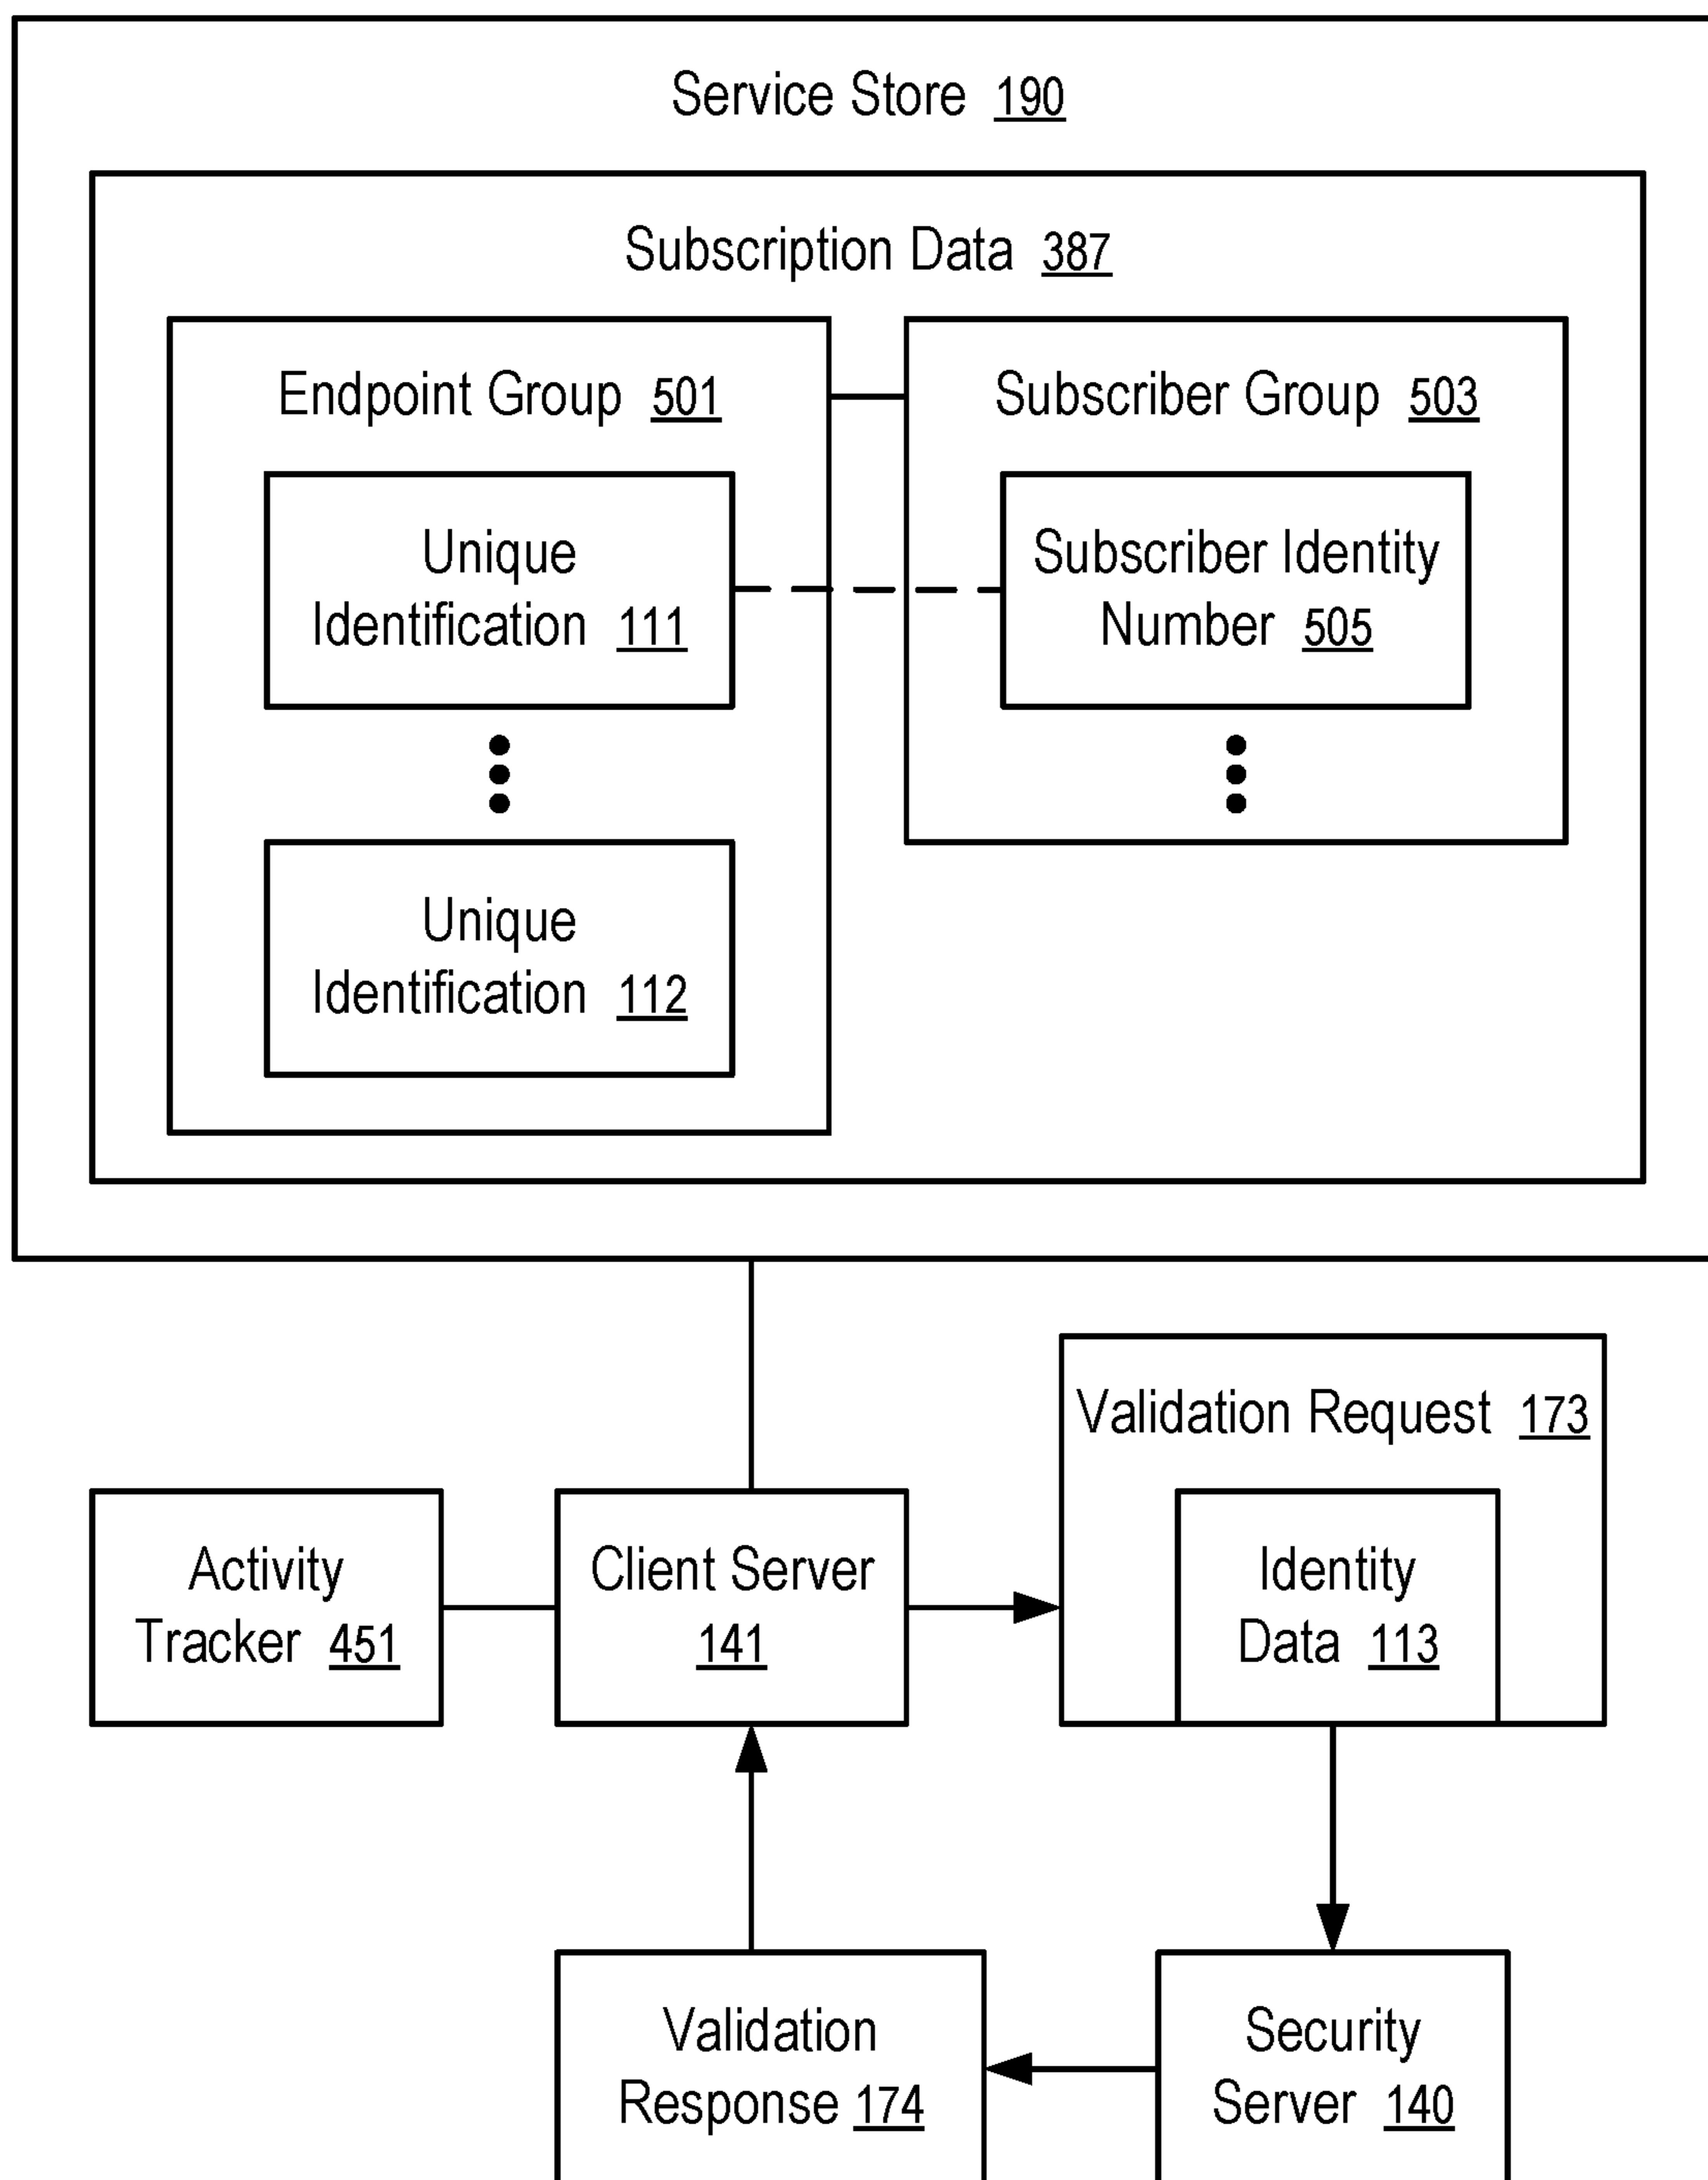 Service Store 190
Subscription Data 387
Endpoint Group 501
Subscriber Group 503
Unique
Identification 111
Subscriber Identity
Number 505
Unique
Identification 112
Validation Request 173
Activity
Tracker 451
Client Server
141
Identity
Data 113
Validation
Response 174
Security
Server 140